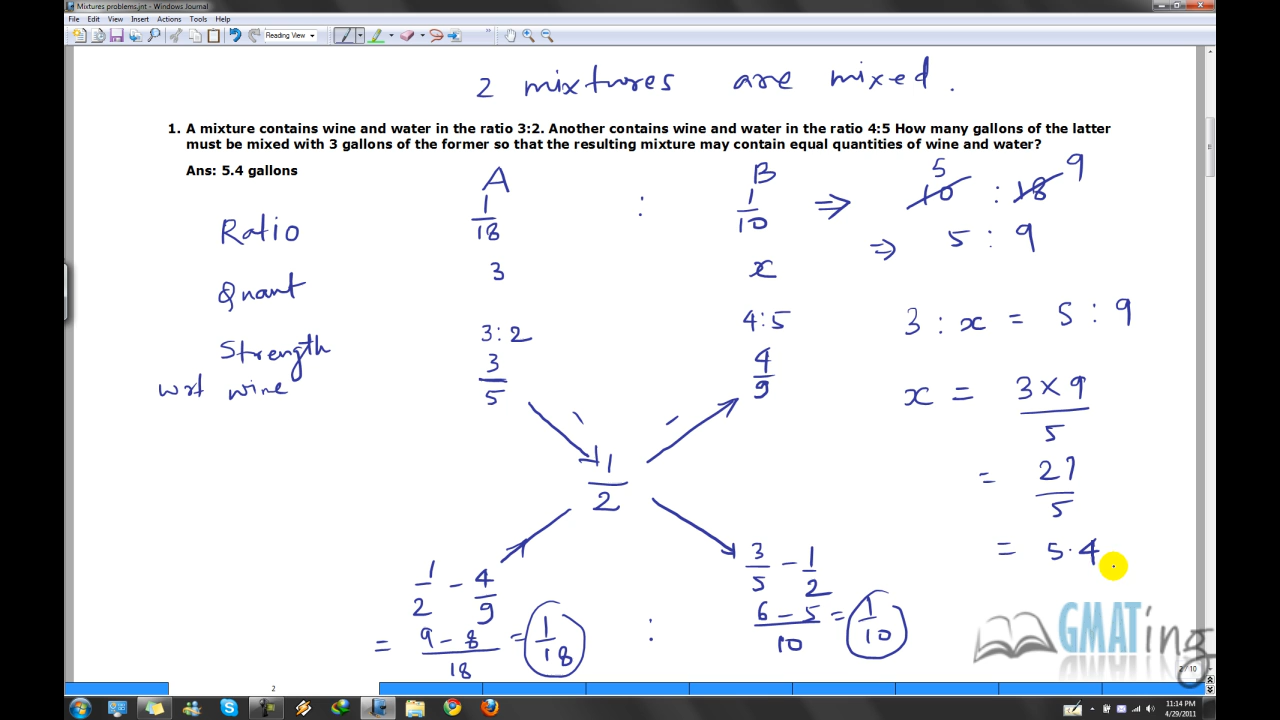 Mixtures problems.jnt - Windows Journal
File Edit View Insert Actions Tools Help
Reading View
2 mixtures are mixed.
1. A mixture contains wine and water in the ratio 3:2. Another contains wine and water in the ratio 4:5 How many gallons of the latter
must be mixed with 3 gallons of the former so that the resulting mixture may contain equal quantities of wine and water?
Ans: 5.4 gallons
A B
Ratio 1/18 : 1/10 ⇒ 10 : 18
5 9
⇒ 5 : 9
Quant 3 x
3 : x = 5 : 9
Strength 3:2 4:5
wrt wine 3/5 4/9
x = 3 × 9 / 5
1/2
= 27/5
= 5.4
1/2 - 4/9 3/5 - 1/2
= 9 - 8 / 18 = 1/18 : 6 - 5 / 10 = 1/10
GMATing
2 / 10
2
11:14 PM
4/29/2011